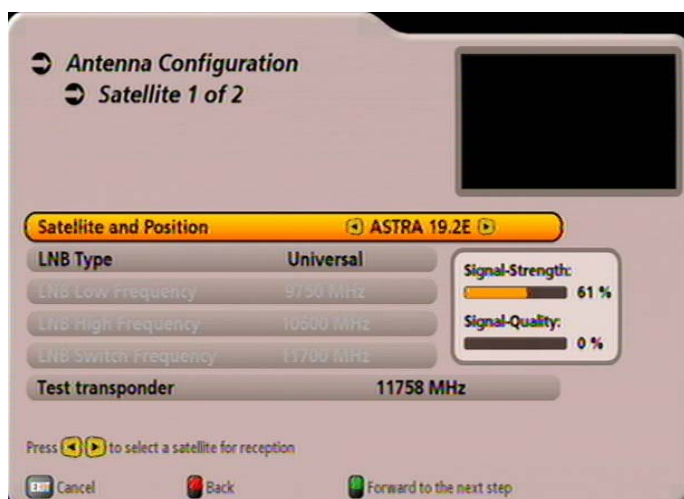 Antenna Configuration
Satellite 1 of 2
Satellite and Position ASTRA 19.2E
LNB Type Universal
LNB Low Frequency 9750 MHz
LNB High Frequency 10600 MHz
LNB Switch Frequency 11700 MHz
Signal-Strength:
61 %
Signal-Quality:
0 %
Test transponder 11758 MHz
Press to select a satellite for reception
Cancel Back Forward to the next step